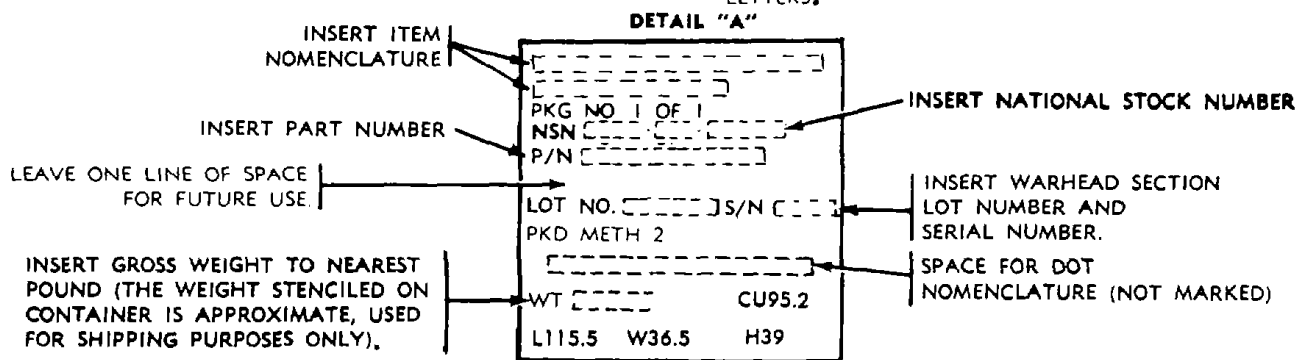 LETTERS.
DETAIL "A"
INSERT ITEM
NOMENCLATURE
PKG NO 1 OF 1
INSERT NATIONAL STOCK NUMBER
NSN
INSERT PART NUMBER
P/N
LEAVE ONE LINE OF SPACE
FOR FUTURE USE.
LOT NO. S/N
INSERT WARHEAD SECTION
LOT NUMBER AND
SERIAL NUMBER.
PKD METH 2
INSERT GROSS WEIGHT TO NEAREST
POUND (THE WEIGHT STENCILED ON
CONTAINER IS APPROXIMATE, USED
FOR SHIPPING PURPOSES ONLY).
SPACE FOR DOT
NOMENCLATURE (NOT MARKED)
WT CU95.2
L115.5 W36.5 H39